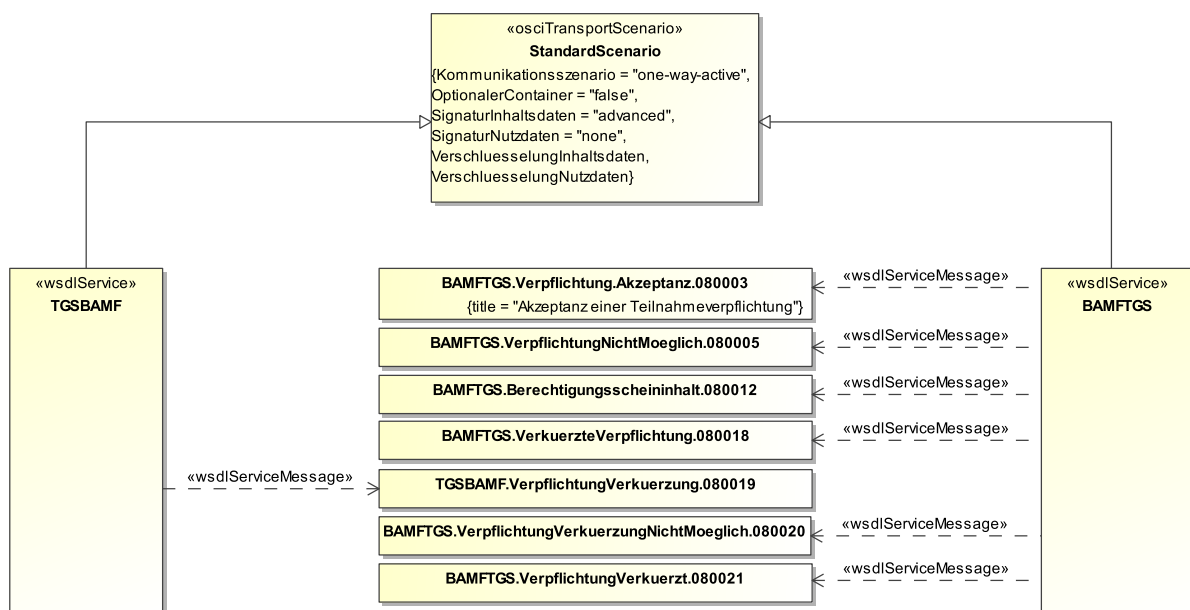 «osciTransportScenario»
StandardScenario
{Kommunikationsszenario = "one-way-active",
OptionalerContainer = "false",
SignaturInhaltsdaten = "advanced",
SignaturNutzdaten = "none",
VerschluesselungInhaltsdaten,
VerschluesselungNutzdaten}
«wsdlService»
TGSBAMF
BAMFTGS.Verpflichtung.Akzeptanz.080003
{title = "Akzeptanz einer Teilnahmeverpflichtung"}
«wsdlServiceMessage»
«wsdlService»
BAMFTGS
BAMFTGS.VerpflichtungNichtMoeglich.080005
«wsdlServiceMessage»
BAMFTGS.Berechtigungsscheininhalt.080012
«wsdlServiceMessage»
BAMFTGS.VerkuerzteVerpflichtung.080018
«wsdlServiceMessage»
«wsdlServiceMessage»
TGSBAMF.VerpflichtungVerkuerzung.080019
BAMFTGS.VerpflichtungVerkuerzungNichtMoeglich.080020
«wsdlServiceMessage»
BAMFTGS.VerpflichtungVerkuerzt.080021
«wsdlServiceMessage»